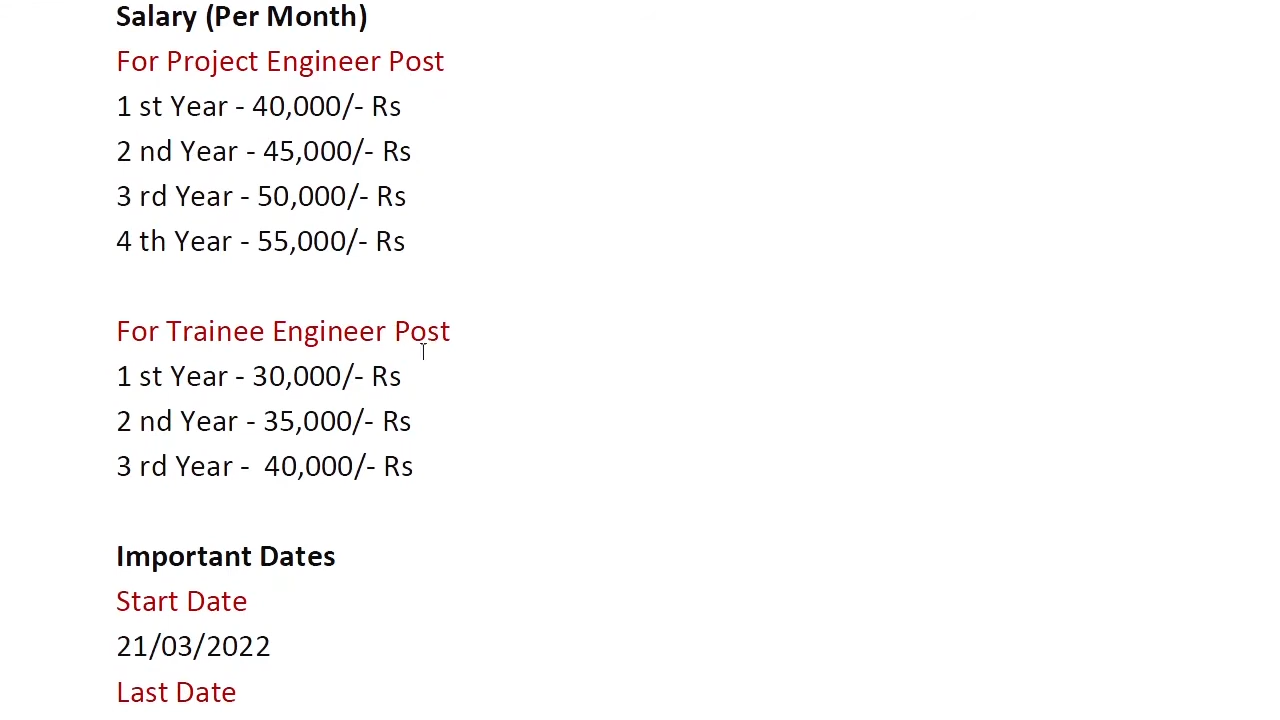 Salary (Per Month)
For Project Engineer Post
1 st Year - 40,000/- Rs
2 nd Year - 45,000/- Rs
3 rd Year - 50,000/- Rs
4 th Year - 55,000/- Rs
For Trainee Engineer Post
1 st Year - 30,000/- Rs
2 nd Year - 35,000/- Rs
3 rd Year -  40,000/- Rs
Important Dates
Start Date
21/03/2022
Last Date